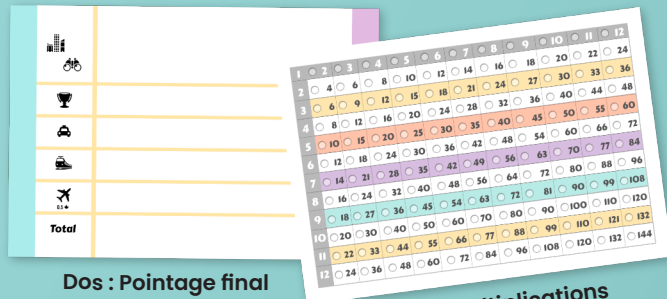 0.5
Total
Dos : Pointage final
1 2 3 4 5 6 7 8 9 10 11 12
2 4 6 8 10 12 14 16 18 20 22 24
3 6 9 12 15 18 21 24 27 30 33 36
4 8 12 16 20 24 28 32 36 40 44 48
5 10 15 20 25 30 35 40 45 50 55 60
6 12 18 24 30 36 42 48 54 60 66 72
7 14 21 28 35 42 49 56 63 70 77 84
8 16 24 32 40 48 56 64 72 80 88 96
9 18 27 36 45 54 63 72 81 90 99 108
10 20 30 40 50 60 70 80 90 100 110 120
11 22 33 44 55 66 77 88 99 110 121 132
12 24 36 48 60 72 84 96 108 120 132 144